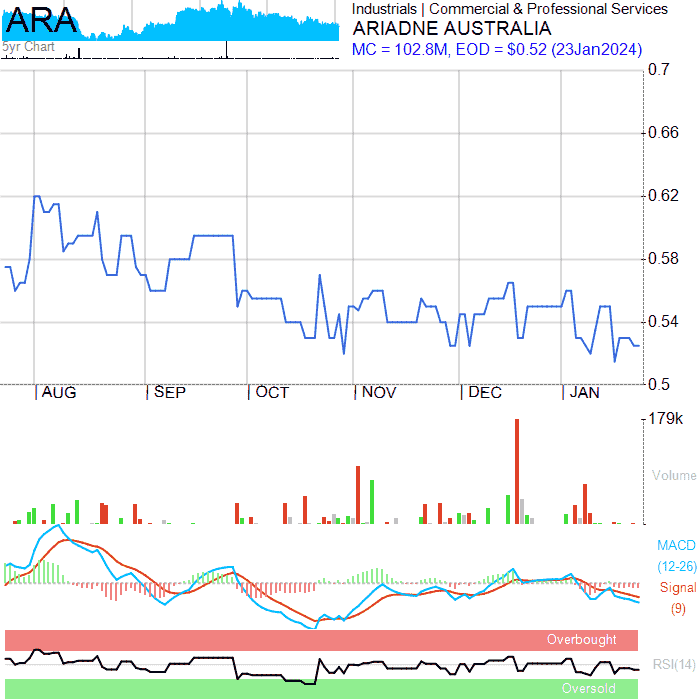 ARA
5yr Chart
Industrials | Commercial & Professional Services
ARIADNE AUSTRALIA
MC = 102.8M, EOD = $0.52 (23Jan2024)
0.7
0.66
0.62
0.58
0.54
0.5
AUG SEP OCT NOV DEC JAN
179k
Volume
MACD
(12-26)
Signal
(9)
Overbought
RSI(14)
Oversold